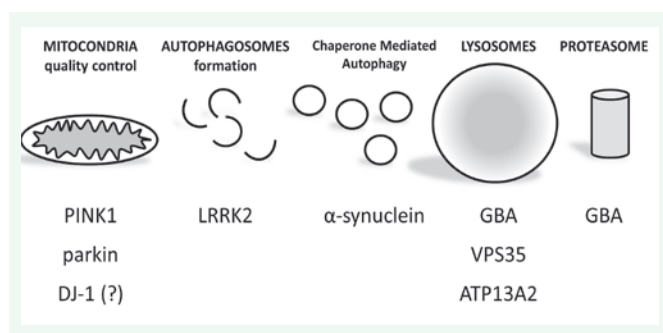 MITOCONDRIA AUTOPHAGOSOMES Chaperone Mediated LYSOSOMES PROTEASOME
quality control formation Autophagy
PINK1 LRRK2 α-synuclein GBA GBA
parkin VPS35
DJ-1 (?) ATP13A2